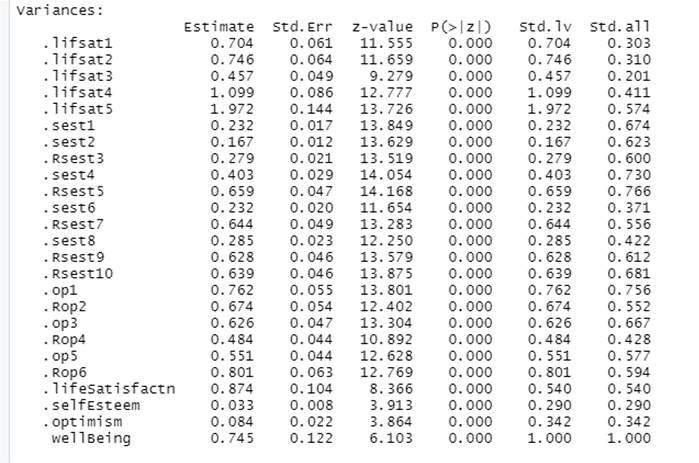 Variances:
Estimate Std.Err z-value P(>|z|) Std.lv Std.all
.lifsat1 0.704 0.061 11.555 0.000 0.704 0.303
.lifsat2 0.746 0.064 11.659 0.000 0.746 0.310
.lifsat3 0.457 0.049 9.279 0.000 0.457 0.201
.lifsat4 1.099 0.086 12.777 0.000 1.099 0.411
.lifsat5 1.972 0.144 13.726 0.000 1.972 0.574
.sest1 0.232 0.017 13.849 0.000 0.232 0.674
.sest2 0.167 0.012 13.629 0.000 0.167 0.623
.Rsest3 0.279 0.021 13.519 0.000 0.279 0.600
.sest4 0.403 0.029 14.054 0.000 0.403 0.730
.Rsest5 0.659 0.047 14.168 0.000 0.659 0.766
.sest6 0.232 0.020 11.654 0.000 0.232 0.371
.Rsest7 0.644 0.049 13.283 0.000 0.644 0.556
.sest8 0.285 0.023 12.250 0.000 0.285 0.422
.Rsest9 0.628 0.046 13.579 0.000 0.628 0.612
.Rsest10 0.639 0.046 13.875 0.000 0.639 0.681
.op1 0.762 0.055 13.801 0.000 0.762 0.756
.Rop2 0.674 0.054 12.402 0.000 0.674 0.552
.op3 0.626 0.047 13.304 0.000 0.626 0.667
.Rop4 0.484 0.044 10.892 0.000 0.484 0.428
.op5 0.551 0.044 12.628 0.000 0.551 0.577
.Rop6 0.801 0.063 12.769 0.000 0.801 0.594
.lifeSatisfactn 0.874 0.104 8.366 0.000 0.540 0.540
.selfEsteem 0.033 0.008 3.913 0.000 0.290 0.290
.optimism 0.084 0.022 3.864 0.000 0.342 0.342
wellBeing 0.745 0.122 6.103 0.000 1.000 1.000